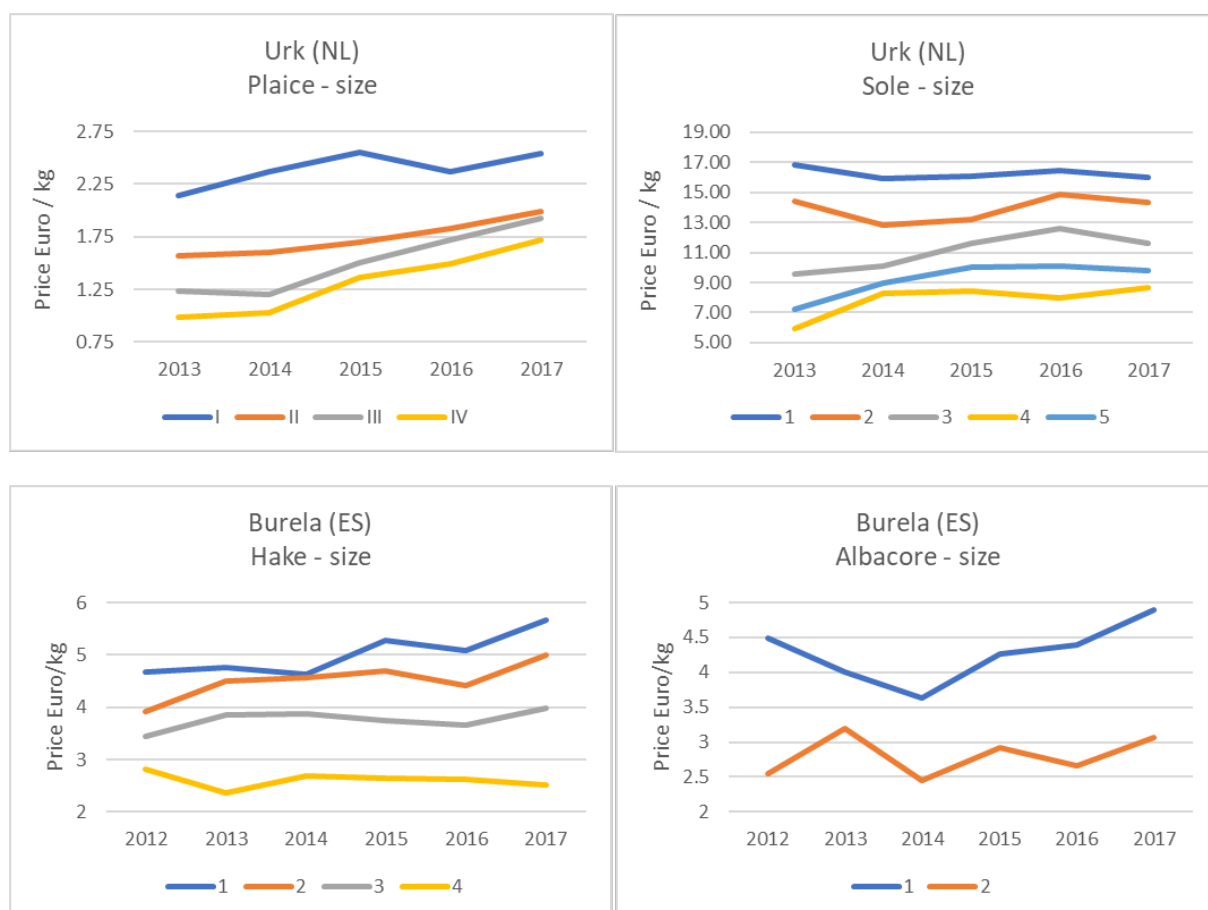 Urk (NL)
Plaice - size
Price Euro / kg
2.75
2.25
1.75
1.25
0.75
2013 2014 2015 2016 2017
I II III IV
Urk (NL)
Sole - size
Price Euro / kg
19.00
17.00
15.00
13.00
11.00
9.00
7.00
5.00
2013 2014 2015 2016 2017
1 2 3 4 5
Burela (ES)
Hake - size
Price Euro/kg
6
5
4
3
2
2012 2013 2014 2015 2016 2017
1 2 3 4
Burela (ES)
Albacore - size
Price Euro/kg
5
4.5
4
3.5
3
2.5
2
2012 2013 2014 2015 2016 2017
1 2